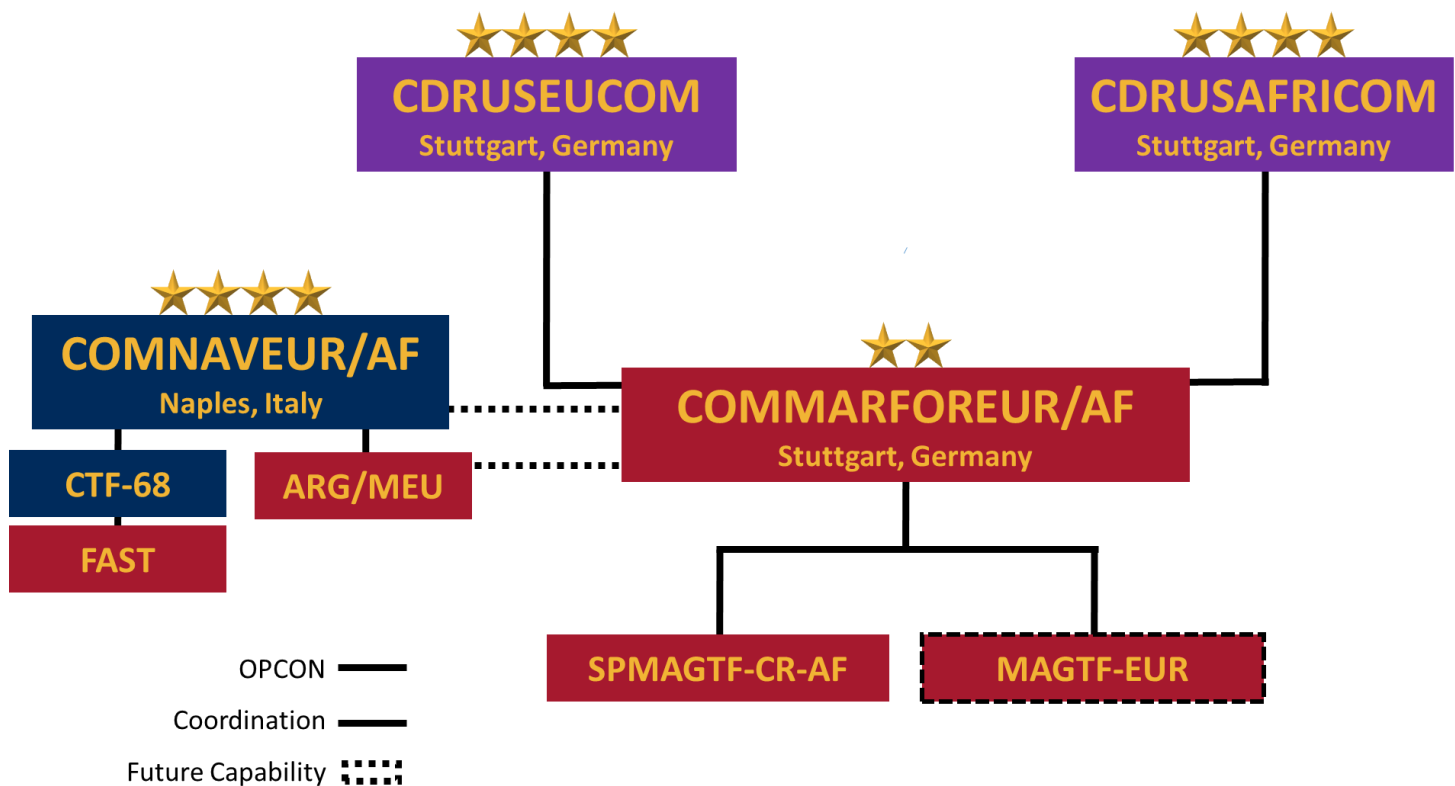 CDRUSEUCOM
Stuttgart, Germany
CDRUSAFRICOM
Stuttgart, Germany
COMNAVEUR/AF
Naples, Italy
COMMARFOREUR/AF
Stuttgart, Germany
CTF-68
ARG/MEU
FAST
SPMAGTF-CR-AF
MAGTF-EUR
OPCON
Coordination
Future Capability